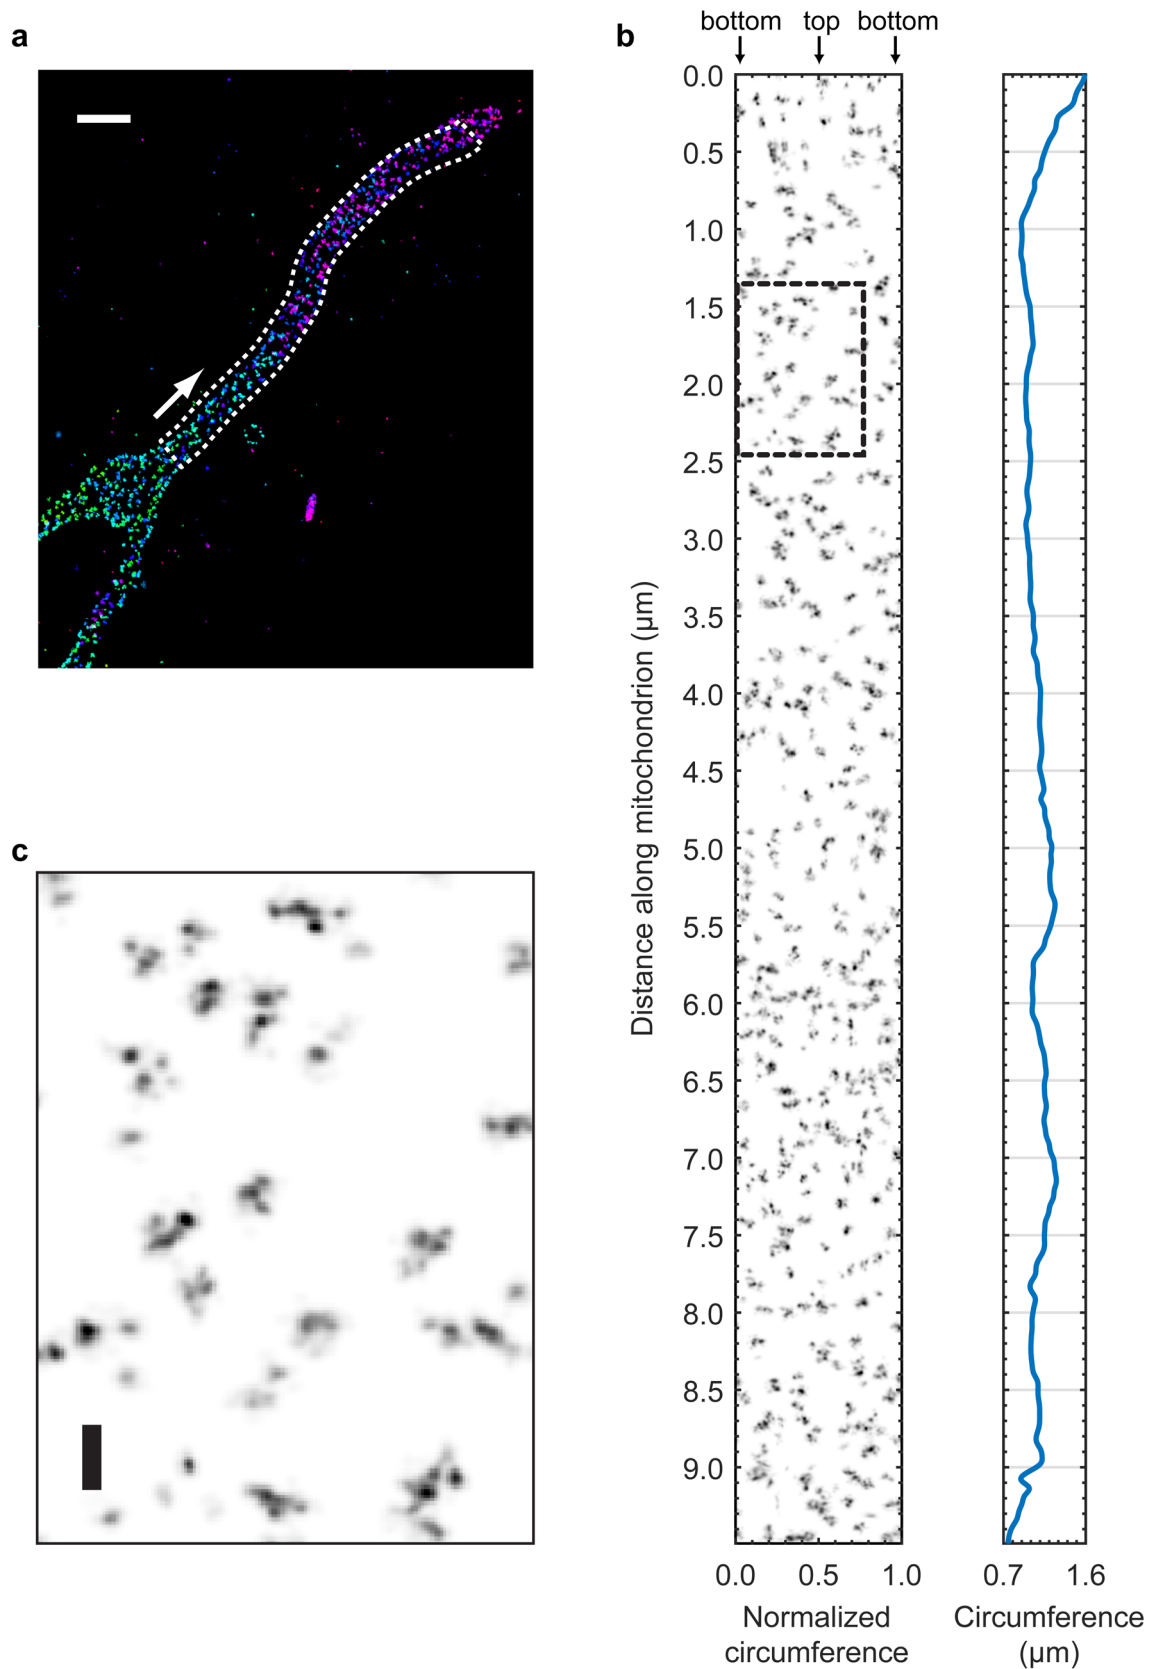 a
b
bottom top bottom
0.0
0.5
1.0
1.5
2.0
2.5
3.0
3.5
4.0
4.5
5.0
5.5
6.0
6.5
7.0
7.5
8.0
8.5
9.0
Distance along mitochondrion (µm)
0.0 0.5 1.0
Normalized
circumference
0.7 1.6
Circumference
(µm)
c